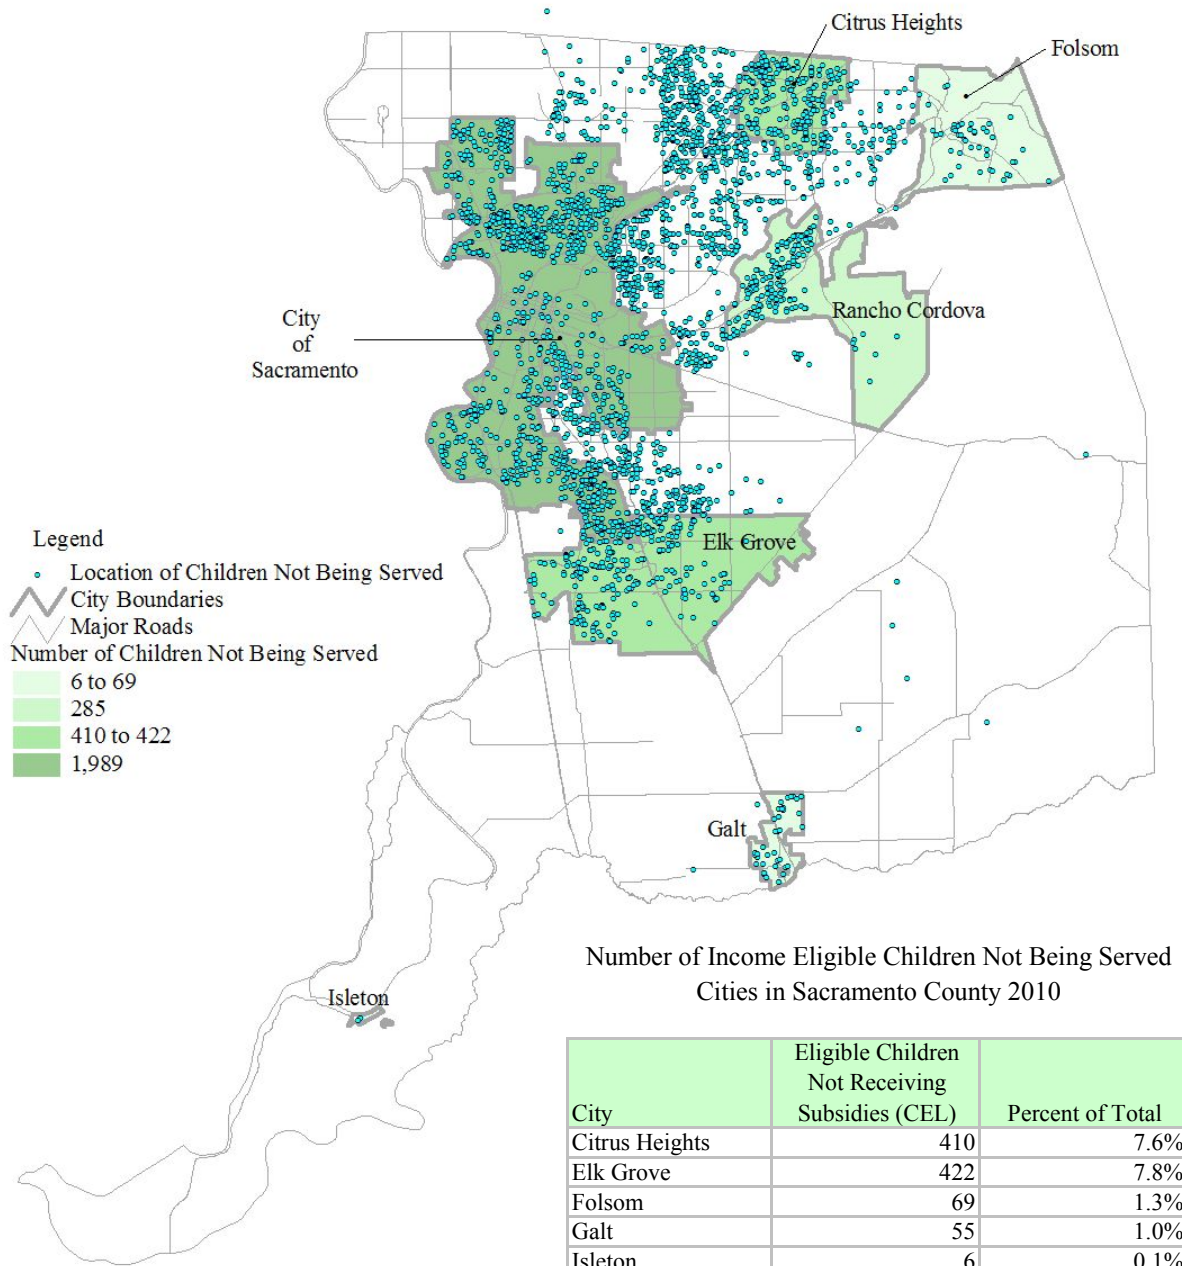 Citrus Heights
Folsom
Rancho Cordova
City
of
Sacramento
Elk Grove
Legend
Location of Children Not Being Served
City Boundaries
Major Roads
Number of Children Not Being Served
6 to 69
285
410 to 422
1,989
Galt
Isleton
Number of Income Eligible Children Not Being Served
Cities in Sacramento County 2010
City Eligible Children Not Receiving Subsidies (CEL) Percent of Total
Citrus Heights 410 7.6%
Elk Grove 422 7.8%
Folsom 69 1.3%
Galt 55 1.0%
Isleton 6 0.1%